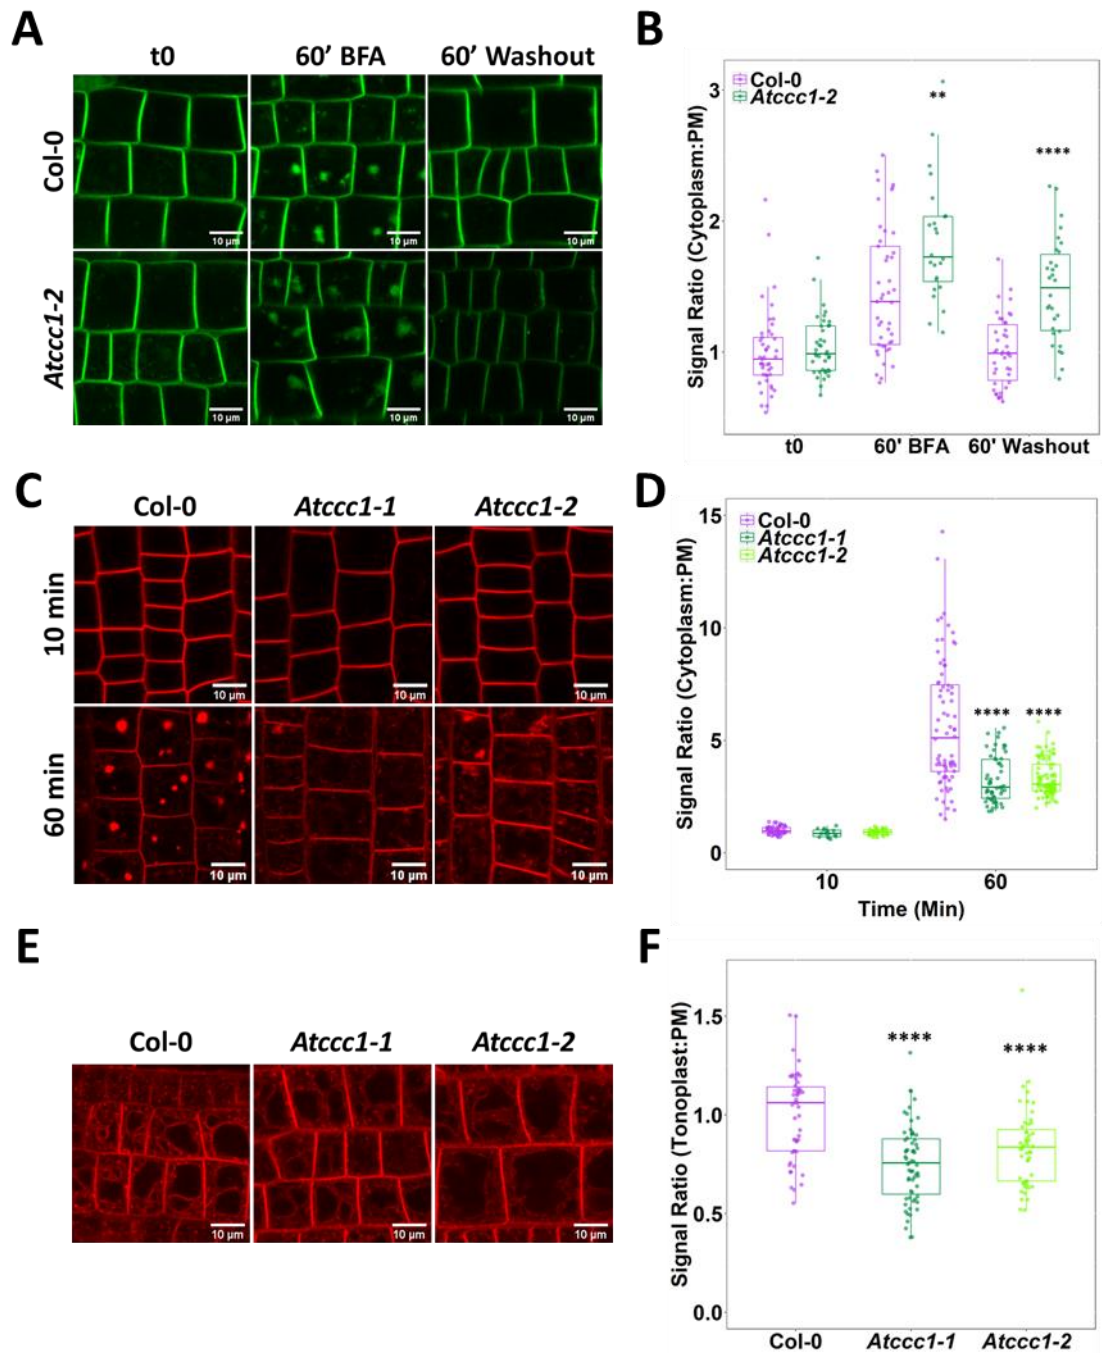 A
t0 60’ BFA 60’ Washout
Col-0
10 µm 10 µm 10 µm
Atccc1-2
10 µm 10 µm 10 µm
B
Signal Ratio (Cytoplasm:PM)
Col-0
Atccc1-2
3
2
1
**
****
t0 60' BFA 60' Washout
C
Col-0 Atccc1-1 Atccc1-2
10 min
10 µm 10 µm 10 µm
60 min
10 µm 10 µm 10 µm
D
Signal Ratio (Cytoplasm:PM)
Col-0
Atccc1-1
Atccc1-2
15
10
5
0
**** ****
10 60
Time (Min)
E
Col-0 Atccc1-1 Atccc1-2
10 µm 10 µm 10 µm
F
Signal Ratio (Tonoplast:PM)
1.5
1.0
0.5
0.0
****
****
Col-0 Atccc1-1 Atccc1-2